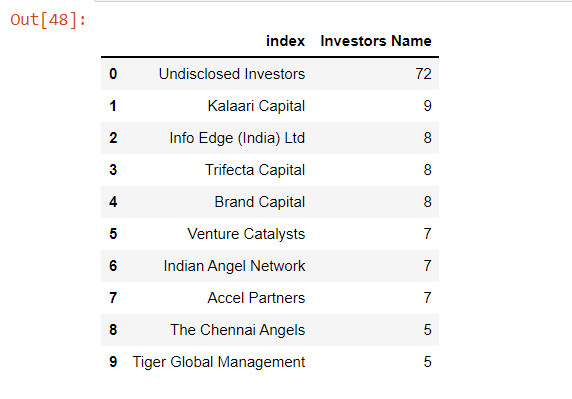 Out[48]:
index Investors Name
0 Undisclosed Investors 72
1 Kalaari Capital 9
2 Info Edge (India) Ltd 8
3 Trifecta Capital 8
4 Brand Capital 8
5 Venture Catalysts 7
6 Indian Angel Network 7
7 Accel Partners 7
8 The Chennai Angels 5
9 Tiger Global Management 5